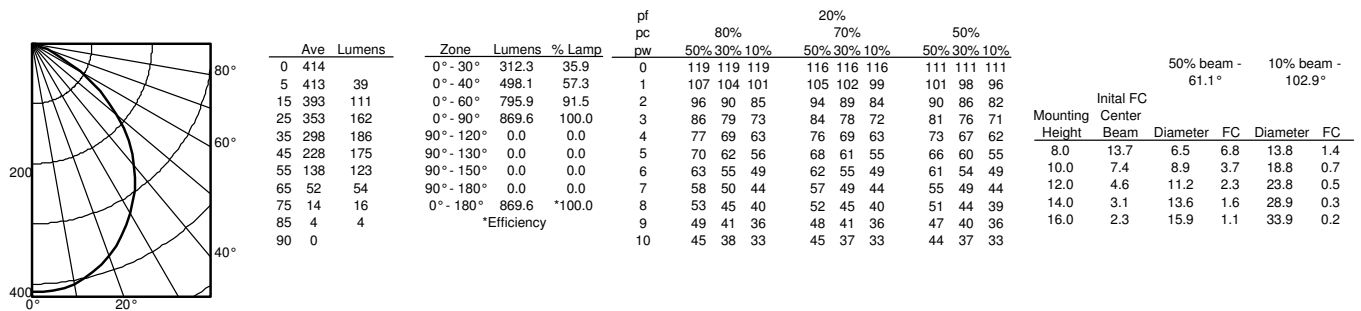 200
400
0°
20°
40°
60°
80°
Ave Lumens
0 414
5 413 39
15 393 111
25 353 162
35 298 186
45 228 175
55 138 123
65 52 54
75 14 16
85 4 4
90 0
Zone Lumens % Lamp
0°- 30° 312.3 35.9
0°- 40° 498.1 57.3
0°- 60° 795.9 91.5
0°- 90° 869.6 100.0
90°- 120° 0.0 0.0
90°- 130° 0.0 0.0
90°- 150° 0.0 0.0
90°- 180° 0.0 0.0
0°- 180° 869.6 *100.0
*Efficiency
pf 20%
pc 80% 70% 50%
pw 50% 30% 10% 50% 30% 10% 50% 30% 10%
0 119 119 119 116 116 116 111 111 111
1 107 104 101 105 102 99 101 98 96
2 96 90 85 94 89 84 90 86 82
3 86 79 73 84 78 72 81 76 71
4 77 69 63 76 69 63 73 67 62
5 70 62 56 68 61 55 66 60 55
6 63 55 49 62 55 49 61 54 49
7 58 50 44 57 49 44 55 49 44
8 53 45 40 52 45 40 51 44 39
9 49 41 36 48 41 36 47 40 36
10 45 38 33 45 37 33 44 37 33
50% beam - 10% beam -
61.1° 102.9°
Inital FC
Mounting Center
Height Beam Diameter FC Diameter FC
8.0 13.7 6.5 6.8 13.8 1.4
10.0 7.4 8.9 3.7 18.8 0.7
12.0 4.6 11.2 2.3 23.8 0.5
14.0 3.1 13.6 1.6 28.9 0.3
16.0 2.3 15.9 1.1 33.9 0.2